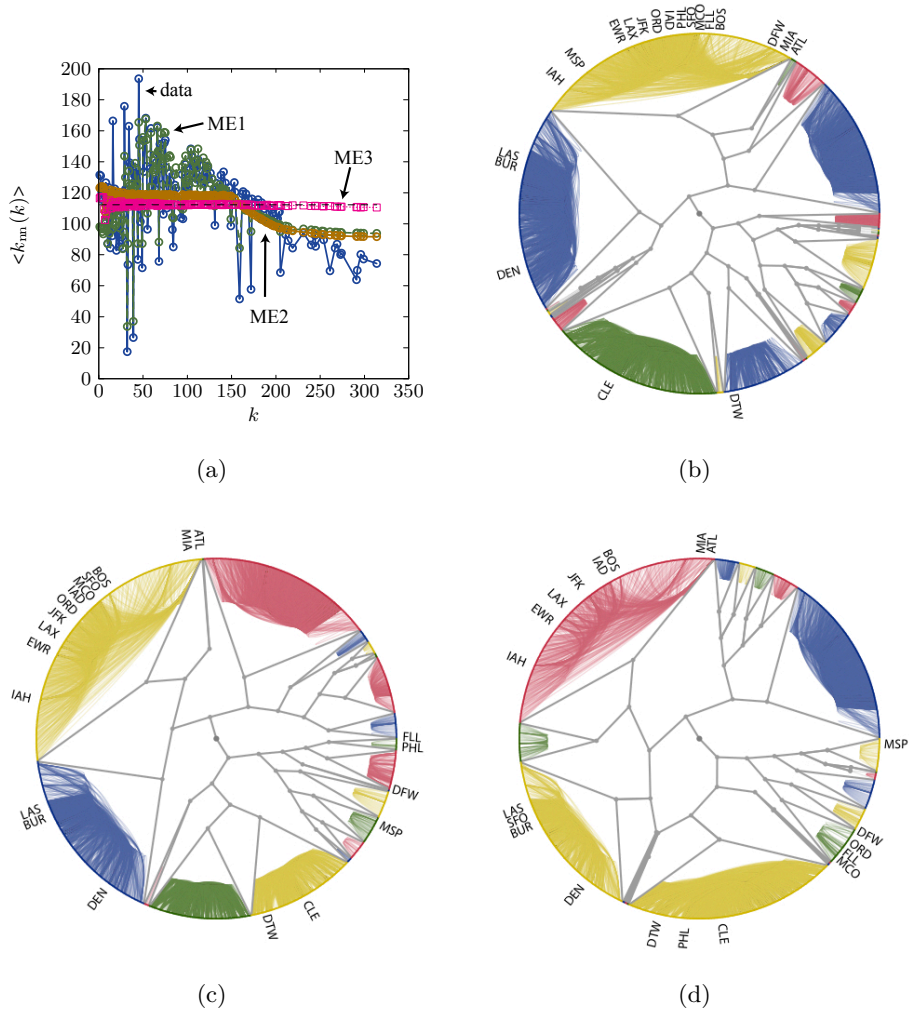 200
180
160
140
120
100
80
60
40
20
0
<k_nn (k)>
0 50 100 150 200 250 300 350
k
data
ME1
ME3
ME2
(a)
IAH
MSP
EWR
LAX
JFK
ORD
IAD
PHL
SFO
MCO
FLL
BOS
DFW
MIA
ATL
LAS
BUR
DEN
CLE
DTW
(b)
MIA
ATL
BOS
SFO
MCO
IAD
ORD
JFK
LAX
EWR
IAH
LAS
BUR
DEN
DTW
CLE
FLL
PHL
DFW
MSP
(c)
MIA
ATL
BOS
IAD
JFK
LAX
EWR
IAH
LAS
SFO
BUR
DEN
DTW
PHL
CLE
MSP
DFW
ORD
FLL
MCO
(d)